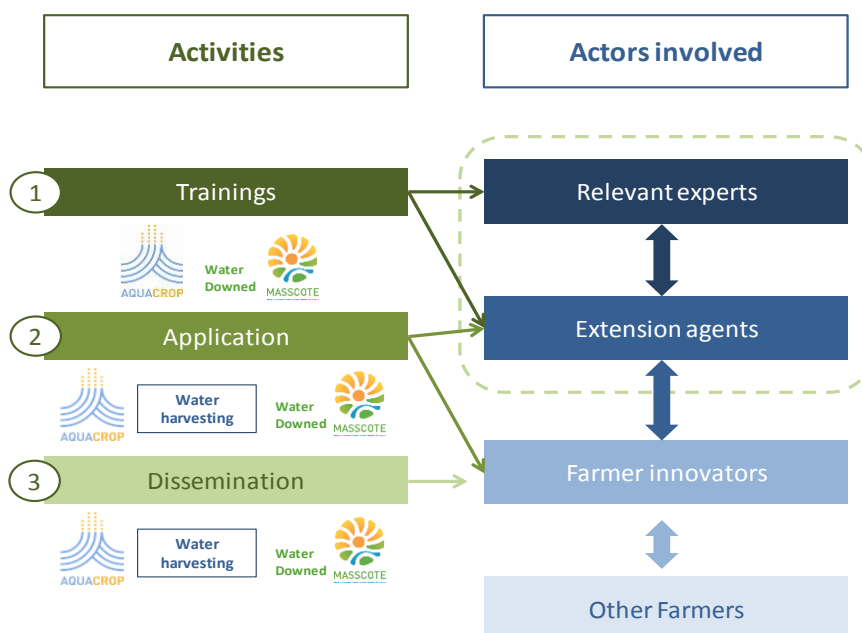 Activities
Actors involved
1
Trainings
Relevant experts
AQUACROP
Water
Downed
MASSCOTE
2
Application
Extension agents
AQUACROP
Water
harvesting
Water
Downed
MASSCOTE
3
Dissemination
Farmer innovators
AQUACROP
Water
harvesting
Water
Downed
MASSCOTE
Other Farmers